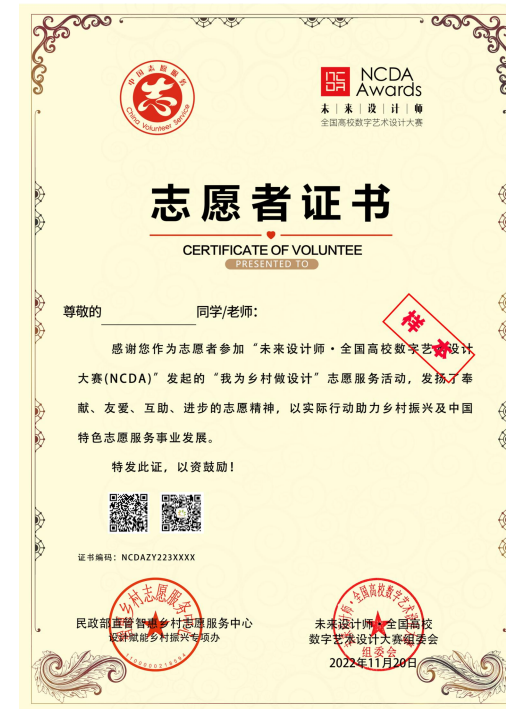 中国志愿服务
China Volunteer Service
NCDA
Awards
未来设计师
全国高校数字艺术设计大赛
志愿者证书
CERTIFICATE OF VOLUNTEE
PRESENTED TO
尊敬的 同学/老师：
样本
感谢您作为志愿者参加“未来设计师·全国高校数字艺术设计
大赛(NCDA)”发起的“我为乡村做设计”志愿服务活动，发扬了奉
献、友爱、互助、进步的志愿精神，以实际行动助力乡村振兴及中国
特色志愿服务事业发展。
特发此证，以资鼓励！
证书编码：NCDAZY223XXXX
民政部直管智惠乡村志愿服务中心
设计赋能乡村振兴专项办
未来设计师·全国高校
数字艺术设计大赛组委会
组委会
2022年11月20日